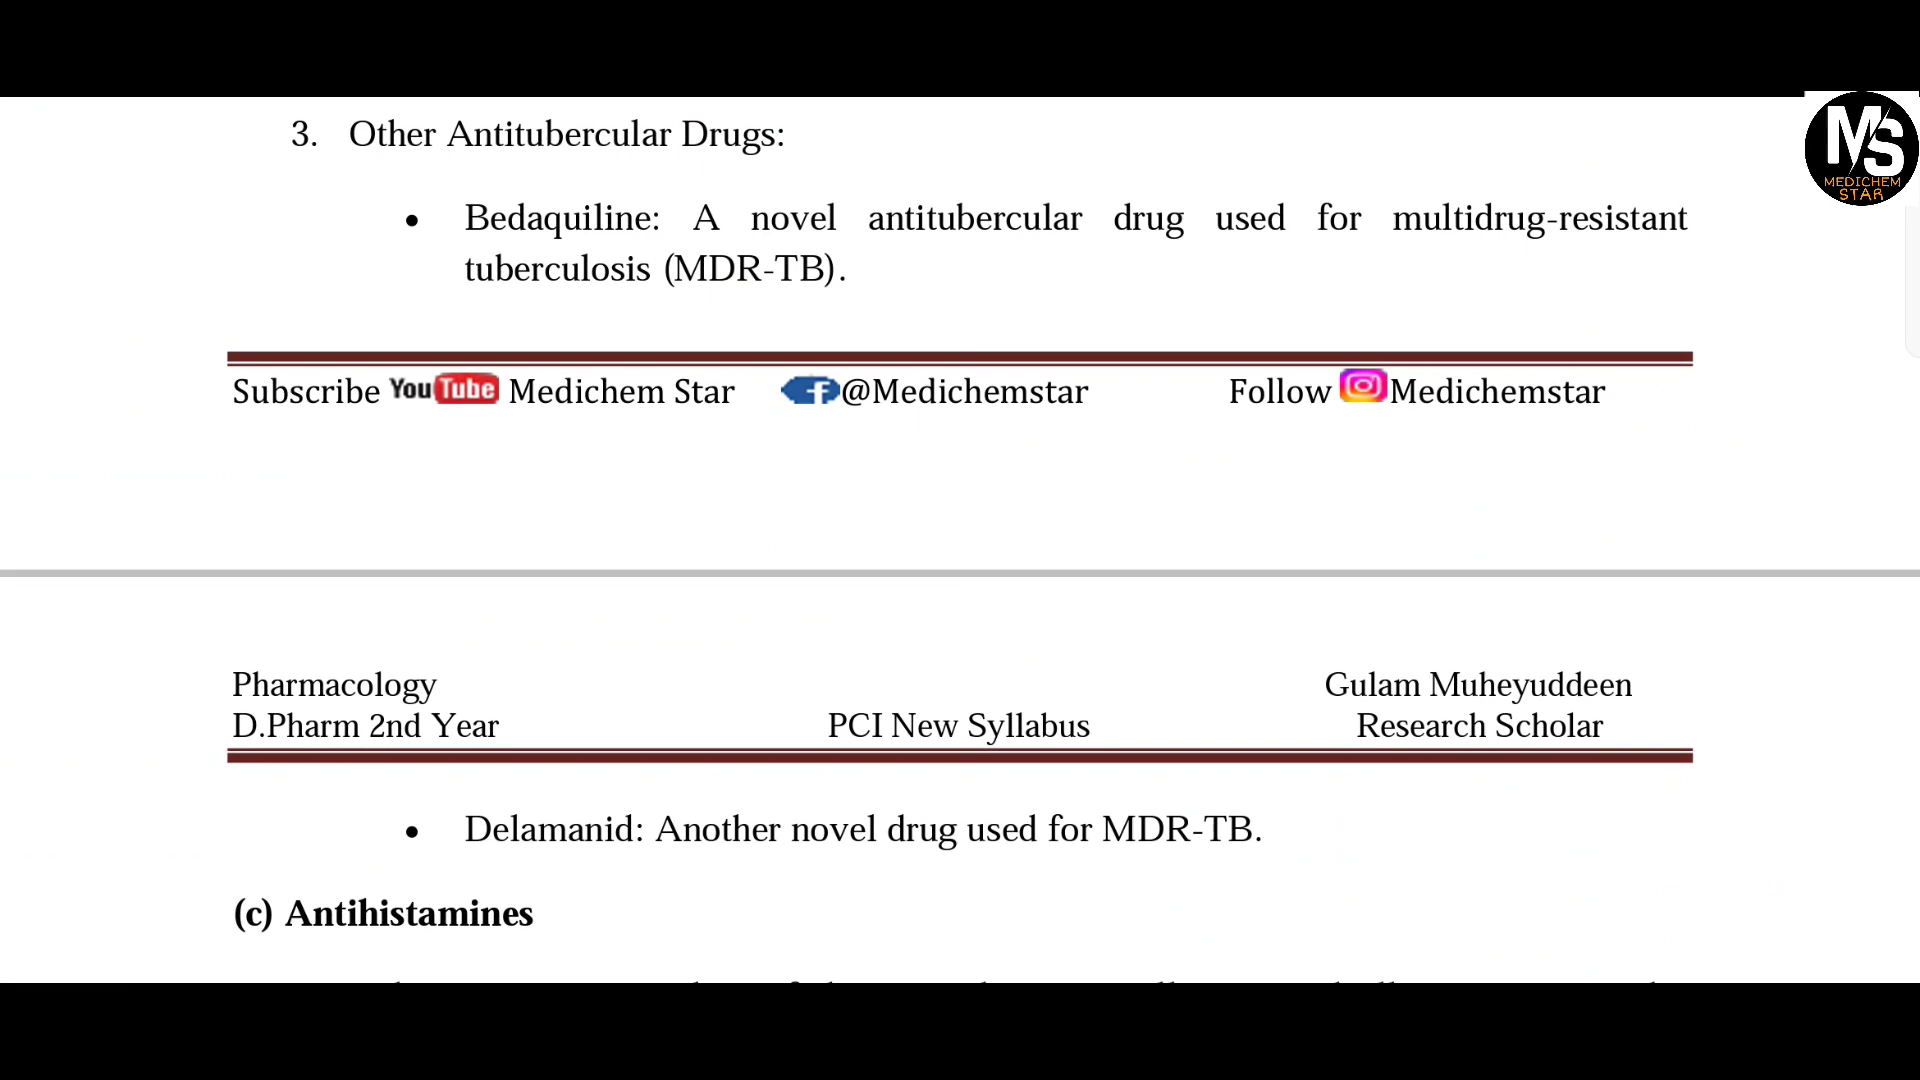 3. Other Antitubercular Drugs:
MS
MEDICHEM
STAR
• Bedaquiline: A novel antitubercular drug used for multidrug-resistant
tuberculosis (MDR-TB).
Subscribe YouTube Medichem Star f@Medichemstar Follow Medichemstar
Pharmacology Gulam Muheyuddeen
D.Pharm 2nd Year PCI New Syllabus Research Scholar
• Delamanid: Another novel drug used for MDR-TB.
(c) Antihistamines